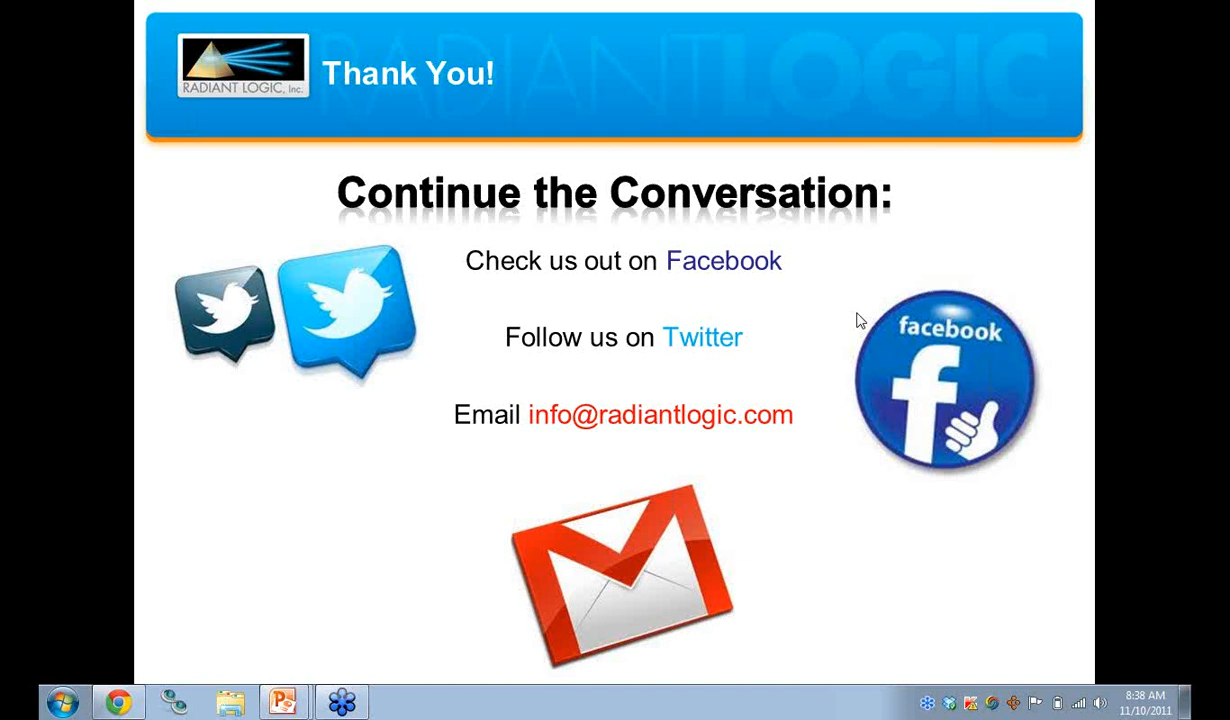 RADIANTLOGIC
RADIANT LOGIC, Inc.
Thank You!
Continue the Conversation:
Check us out on Facebook
Follow us on Twitter
facebook
Email info@radiantlogic.com
8:38 AM
11/10/2011